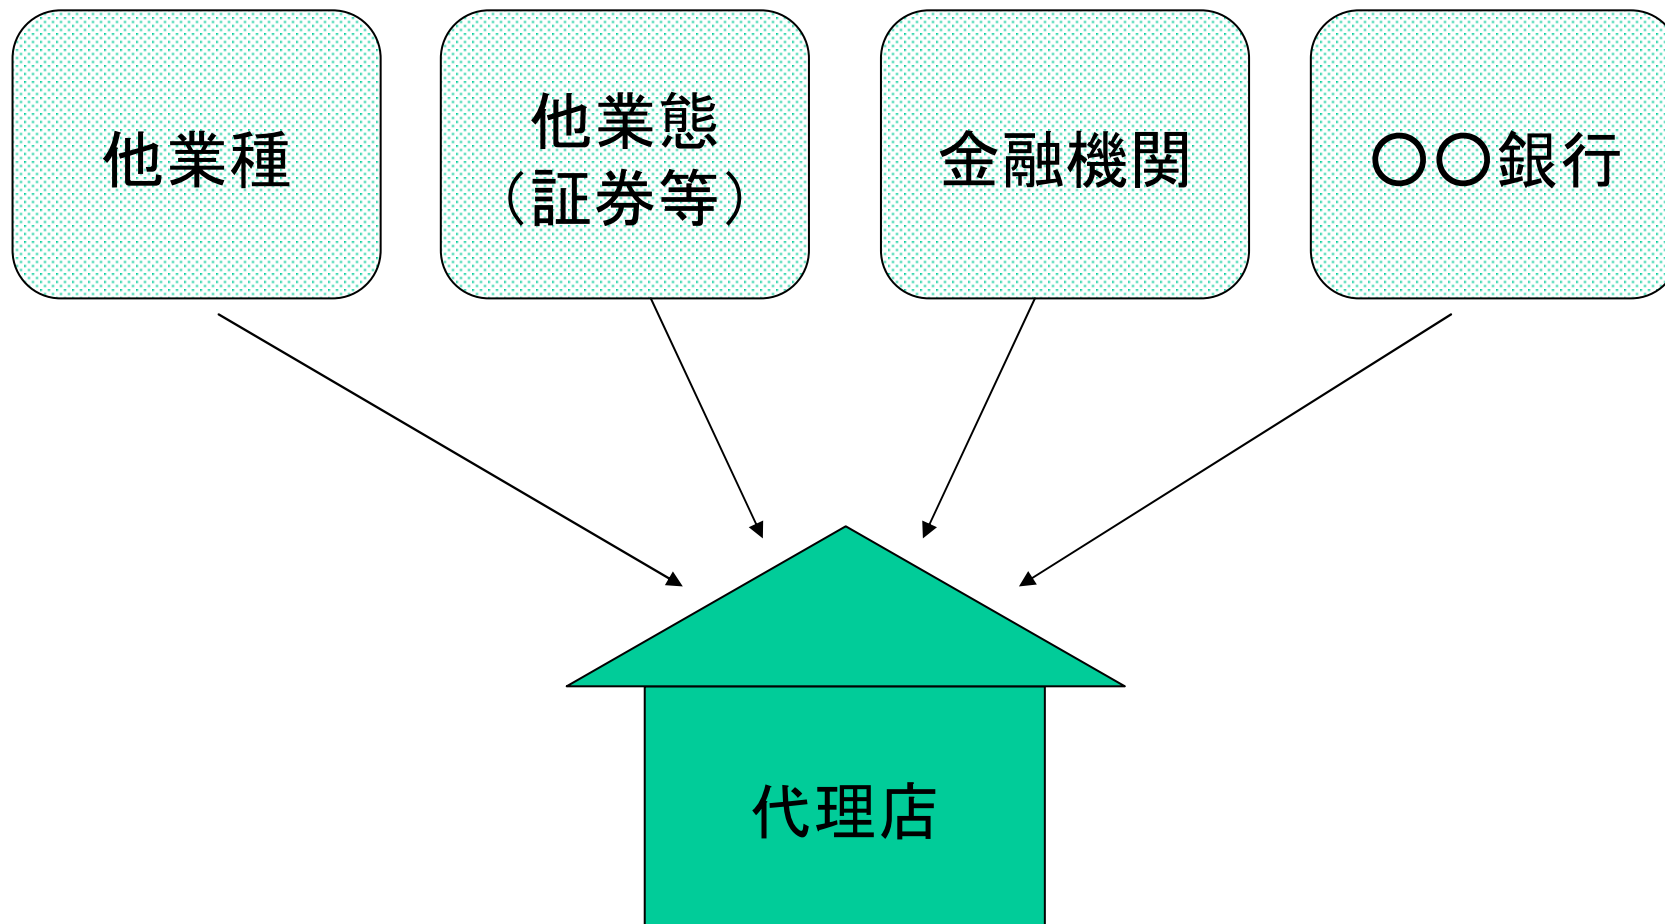 他業種
他業態
（証券等）
金融機関
〇〇銀行
代理店